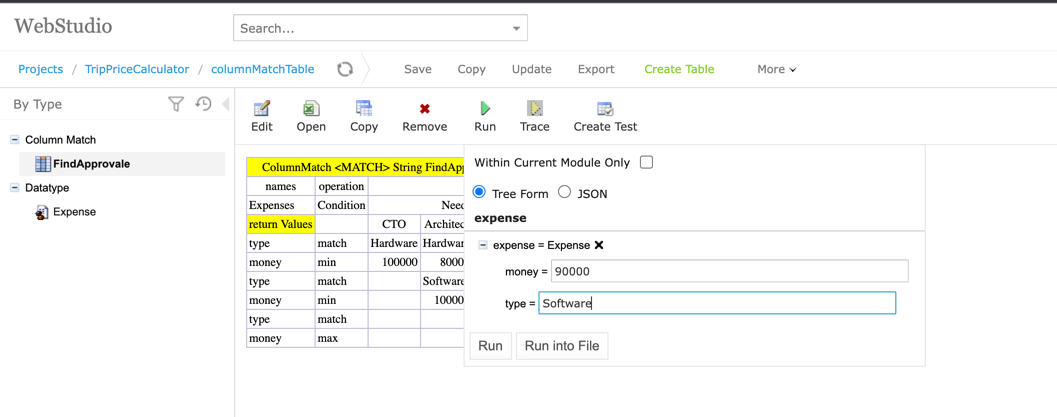 WebStudio
Search...
Projects / TripPriceCalculator / columnMatchTable Save Copy Update Export Create Table More
By Type
Edit Open Copy Remove Run Trace Create Test
Column Match
FindApprovale
Datatype
Expense
ColumnMatch <MATCH> String FindApp
names operation
Expenses Condition Need
return Values CTO Architec
type match Hardware Hardwar
money min 100000 8000
type match Software
money min 10000
type match
money max
Within Current Module Only
Tree Form JSON
expense
expense = Expense
money = 90000
type = Software
Run Run into File